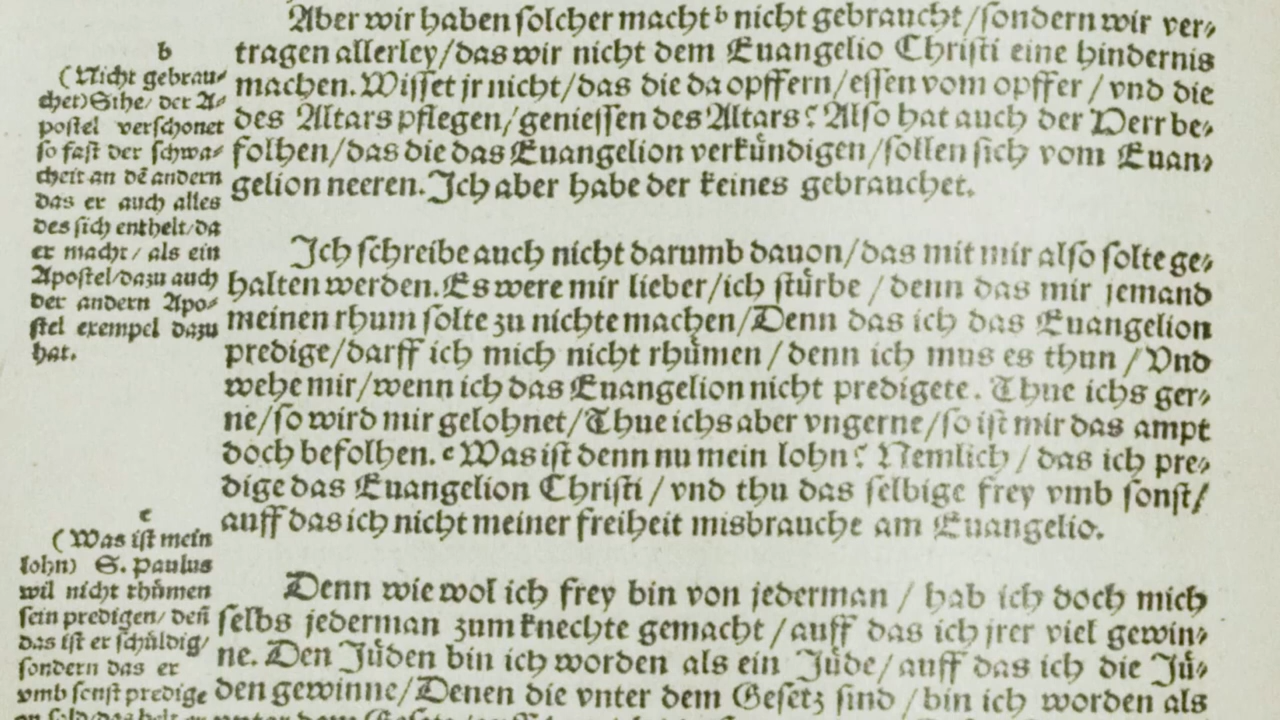 Aber wir haben solcher macht b nicht gebraucht/sondern wir ver⸗
tragen allerley/das wir nicht dem Euangelio Christi eine hindernis
machen. Wisset jr nicht/das die da opffern/essen vom opffer/vnd die
des Altars pflegen/geniessen des Altars? Also hat auch der Herr be⸗
folhen/das die das Euangelion verkündigen/sollen sich vom Euan⸗
gelion neeren. Ich aber habe der keines gebrauchet.
Ich schreibe auch nicht darumb dauon/das mit mir also solte ge⸗
halten werden. Es were mir lieber/ich stürbe/denn das mir jemand
meinen rhum solte zu nichte machen/Denn das ich das Euangelion
predige/darff ich mich nicht rhümen/denn ich mus es thun/Vnd
wehe mir/wenn ich das Euangelion nicht predigete. Thue ichs ger⸗
ne/so wird mir gelohnet/Thue ichs aber vngerne/so ist mir das ampt
doch befolhen. c Was ist denn nu mein lohn? Nemlich/das ich pre⸗
dige das Euangelion Christi/vnd thu das selbige frey vmb sonst/
auff das ich nicht meiner freiheit misbrauche am Euangelio.
Denn wie wol ich frey bin von jederman/hab ich doch mich
selbs jederman zum knechte gemacht/auff das ich jrer viel gewin⸗
ne. Den Jüden bin ich worden als ein Jüde/auff das ich die Jü⸗
den gewinne/Denen die vnter dem Gesetz sind/bin ich worden als
b
(Nicht gebrau⸗
chet) Sihe/der A⸗
postel verschonet
so fast der schwa⸗
cheit an dē andern
das er auch alles
des sich enthelt/da
er macht/als ein
Apostel/dazu auch
der andern Apo⸗
stel exempel dazu
hat.
c
(Was ist mein
lohn) S. Paulus
wil nicht rhümen
sein predigen/deñ
das ist er schüldig/
sondern das er
vmb sonst predige